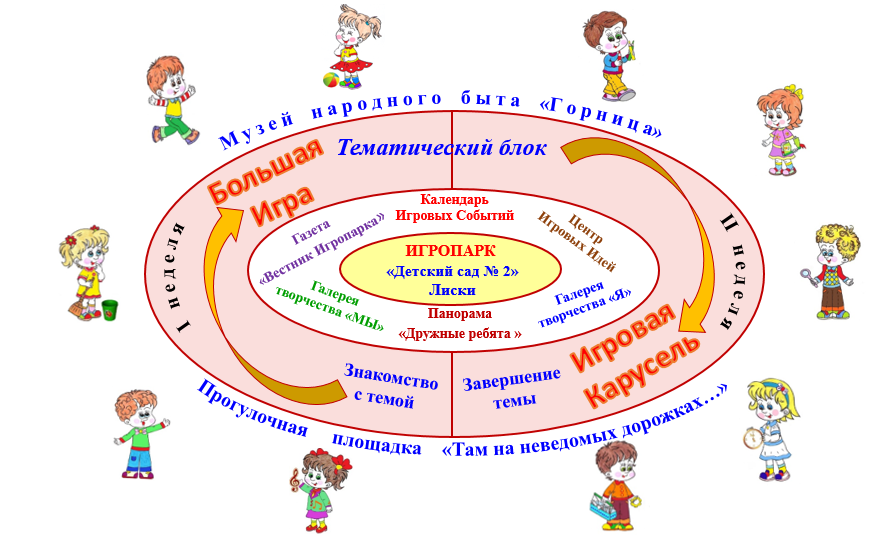 Музей народного быта «Горница»
Тематический блок
Большая
Игра
I неделя
II неделя
Календарь
Игровых Событий
Газета
«Вестник Игропарка»
Центр
Игровых Идей
ИГРОПАРК
«Детский сад № 2»
Лиски
Галерея
творчества «МЫ»
Панорама
«Дружные ребята »
Галерея
творчества «Я»
Игровая
Карусель
Знакомство
с темой
Завершение
темы
Прогулочная площадка «Там на неведомых дорожках…»